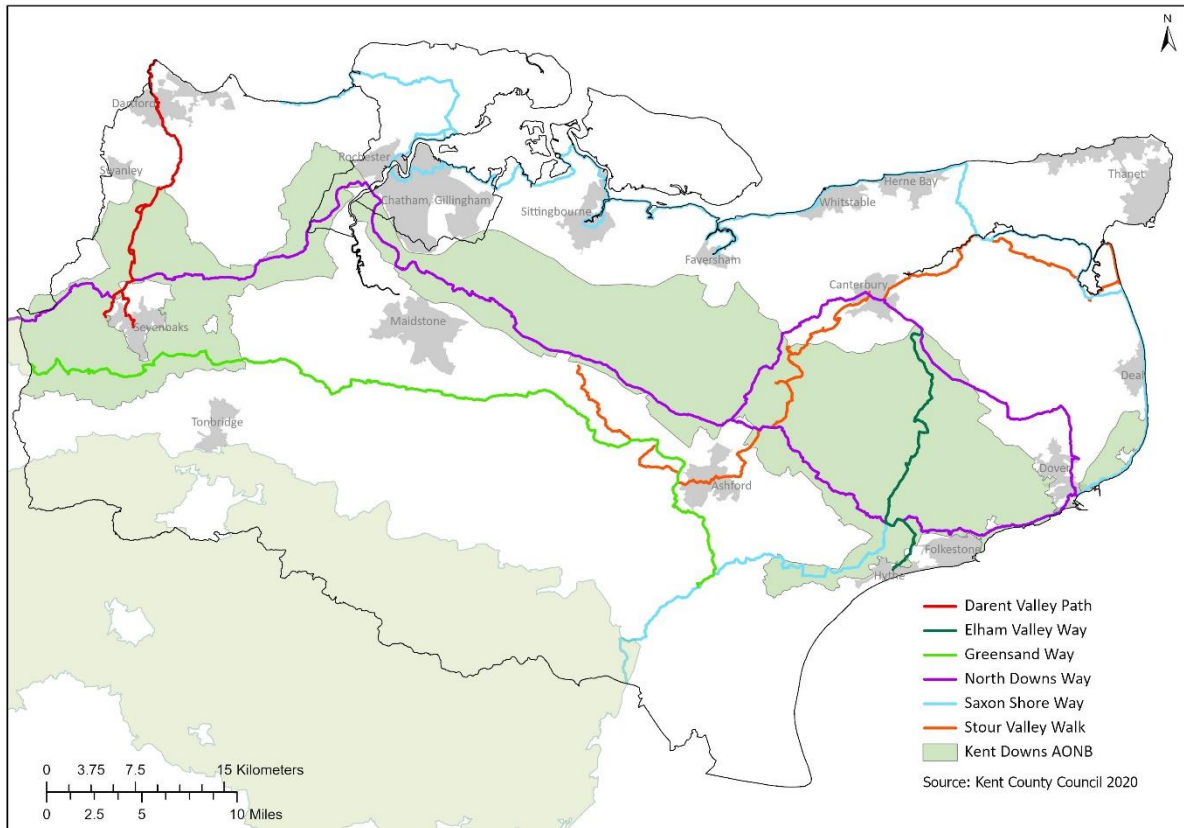 N
Dartford
Swanley
Rochester
Chatham, Gillingham
Sittingbourne
Faversham
Whitstable
Herne Bay
Thanet
Canterbury
Maidstone
Sevenoaks
Deal
Tonbridge
Ashford
Dover
Folkestone
Hythe
Darent Valley Path
Elham Valley Way
Greensand Way
North Downs Way
Saxon Shore Way
Stour Valley Walk
Kent Downs AONB
Source: Kent County Council 2020
0 3.75 7.5 15 Kilometers
0 2.5 5 10 Miles